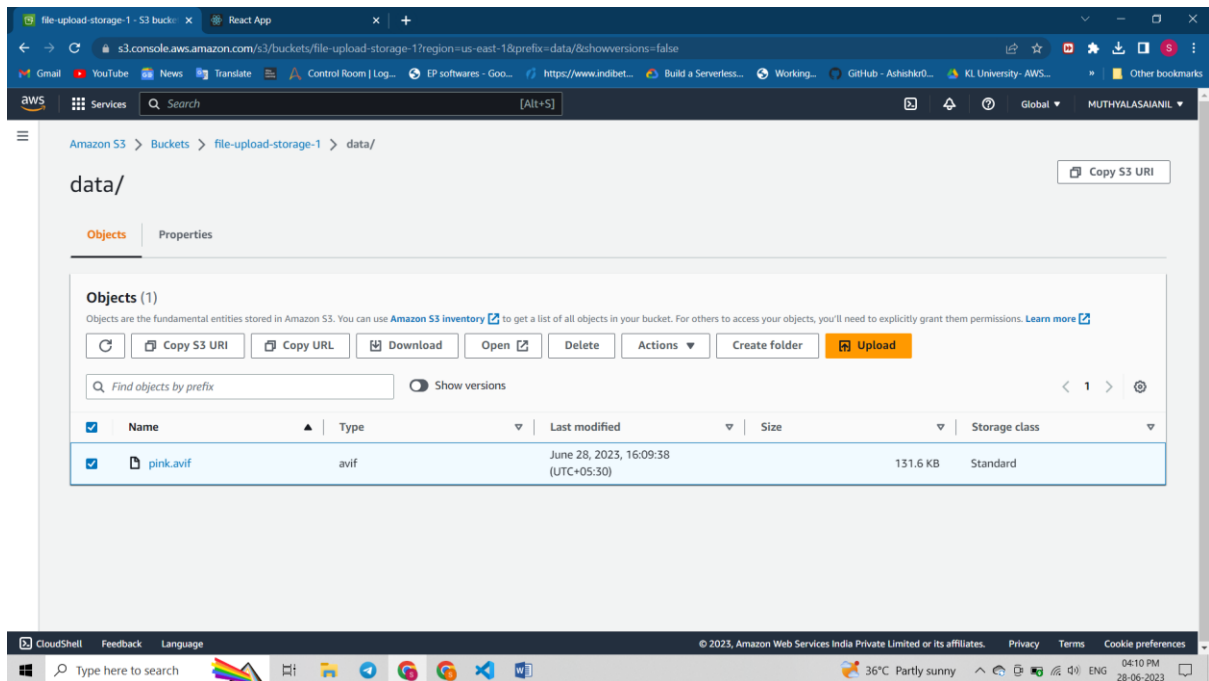 file-upload-storage-1 - S3 bucke
React App
s3.console.aws.amazon.com/s3/buckets/file-upload-storage-1?region=us-east-1&prefix=data/&showversions=false
Gmail YouTube News Translate Control Room | Log... EP softwares - Goo... https://www.indibet... Build a Serverless... Working... GitHub - Ashishkr0... KL University- AWS... » Other bookmarks
aws Services Search [Alt+S] Global MUTHYALASAIANIL
Amazon S3 > Buckets > file-upload-storage-1 > data/
Copy S3 URI
data/
Objects Properties
Objects (1)
Objects are the fundamental entities stored in Amazon S3. You can use Amazon S3 inventory to get a list of all objects in your bucket. For others to access your objects, you'll need to explicitly grant them permissions. Learn more
Copy S3 URI Copy URL Download Open Delete Actions Create folder Upload
Find objects by prefix Show versions < 1 >
Name Type Last modified Size Storage class
pink.avif avif June 28, 2023, 16:09:38 131.6 KB Standard
(UTC+05:30)
CloudShell Feedback Language © 2023, Amazon Web Services India Private Limited or its affiliates. Privacy Terms Cookie preferences
Type here to search 36°C Partly sunny ENG 04:10 PM
28-06-2023